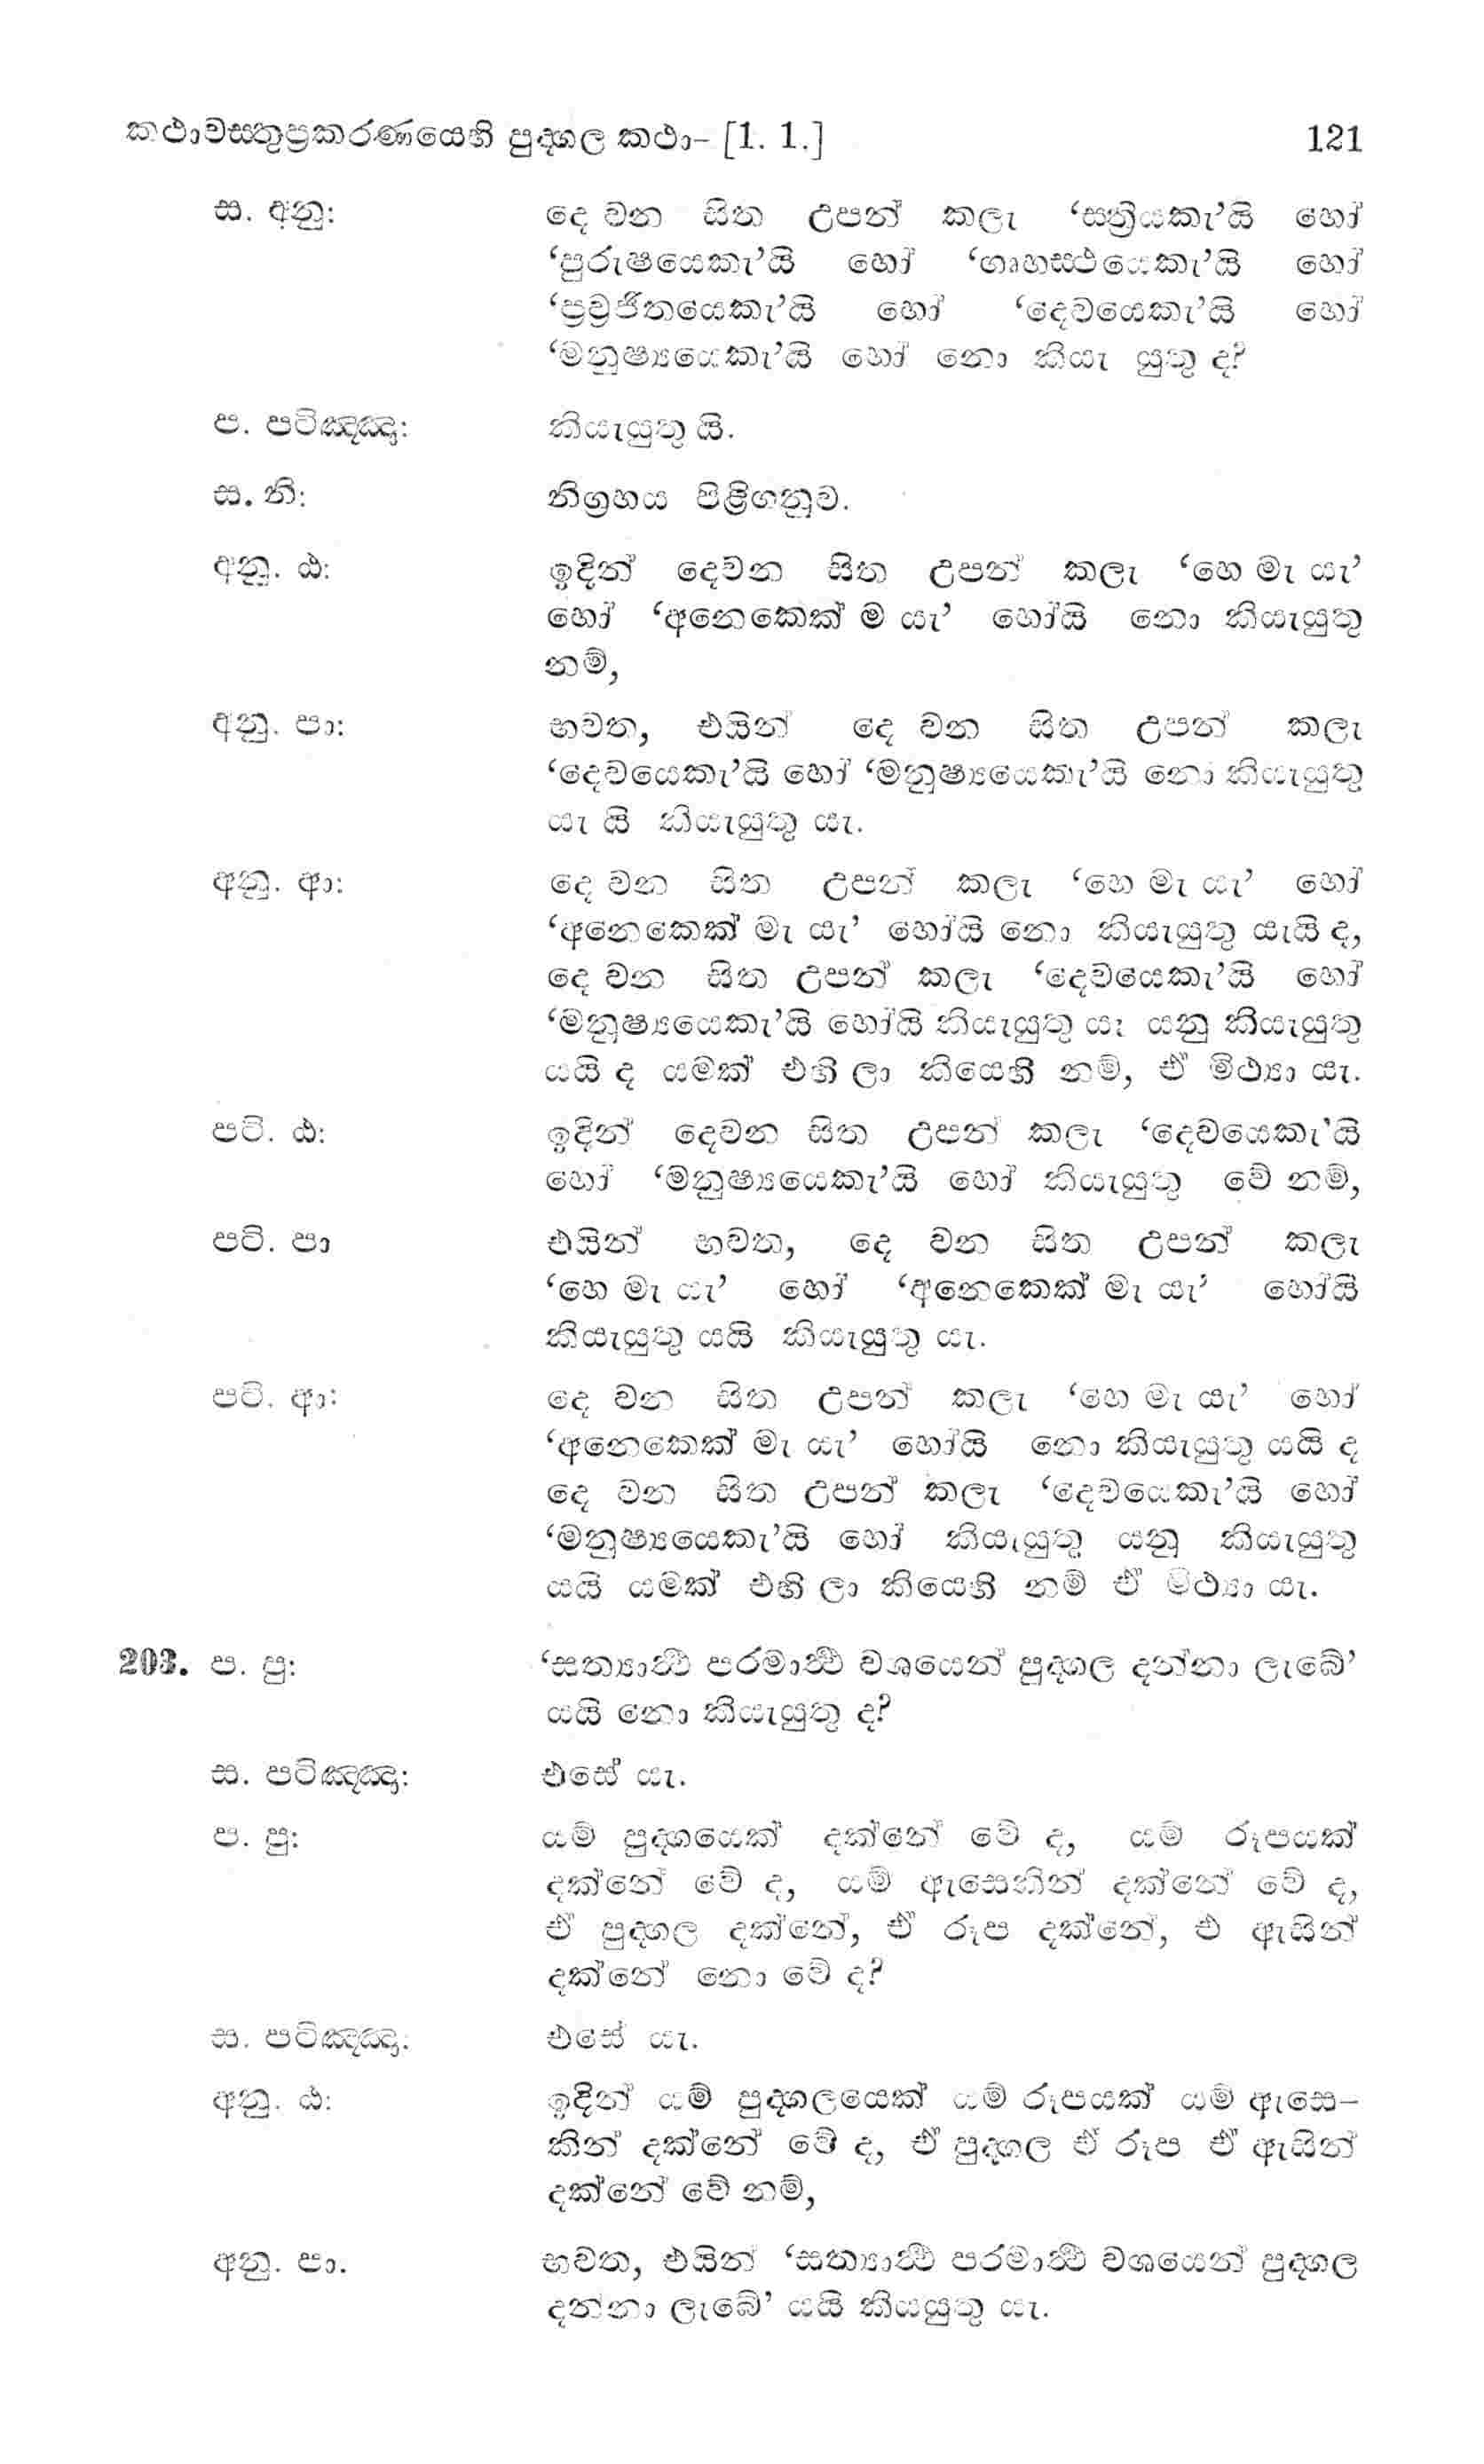 කථාවස්තුප්‍රකරණයෙහි පුද්ගල කථා– [1. 1.] 121
ස. අනු: දෙ වන සිත උපන් කලැ ‘සත්‍රියකැ’යි හෝ
‘පුරුෂයෙකැ’යි හෝ ‘ගෘහස්ථයෙකැ’යි හෝ
‘ප්‍රව්‍රජිතයෙකැ’යි හෝ ‘දෙවයෙකැ’යි හෝ
‘මනුෂ්‍යයෙකැ’යි හෝ නො කියැ යුතු ද?
ප. පටිඤ්ඤා: කියැයුතු යි.
ස. නි: නිග්‍රහය පිළිගනුව.
අනු. ඨ: ඉදින් දෙවන සිත උපන් කලැ ‘හෙ මැ යැ’
හෝ ‘අනෙකෙක් ම යැ’ හෝයි නො කියැයුතු
නම්,
අනු. පා: භවත, එයින් දෙ වන සිත උපන් කලැ
‘දෙවයෙකැ’යි හෝ ‘මනුෂ්‍යයෙකැ’යි නො කියැයුතු
යැ යි කියැයුතු යැ.
අනු. ආ: දෙ වන සිත උපන් කලැ ‘හෙ මැ යැ’ හෝ
‘අනෙකෙක් මැ යැ’ හෝයි නො කියැයුතු යැයි ද,
දෙ වන සිත උපන් කලැ ‘දෙවයෙකැ’යි හෝ
‘මනුෂ්‍යයෙකැ’යි හෝයි කියැයුතු යැ යනු කියැයුතු
යයි ද යමක් එහි ලා කියෙහි නම්, ඒ මිථ්‍යා යැ.
පටි. ඨ: ඉදින් දෙවන සිත උපන් කලැ ‘දෙවයෙකැ’යි
හෝ ‘මනුෂ්‍යයෙකැ’යි හෝ කියැයුතු වේ නම්,
පටි. පා එයින් භවත, දෙ වන සිත උපන් කලැ
‘හෙ මැ යැ’ හෝ ‘අනෙකෙක් මැ යැ’ හෝයි
කියැයුතු යයි කියැයුතු යැ.
පටි. ආ: දෙ වන සිත උපන් කලැ ‘හෙ මැ යැ’ හෝ
‘අනෙකෙක් මැ යැ’ හෝයි නො කියැයුතු යයි ද
දෙ වන සිත උපන් කලැ ‘දෙවයෙකැ’යි හෝ
‘මනුෂ්‍යයෙකැ’යි හෝ කියැයුතු යනු කියැයුතු
යයි යමක් එහි ලා කියෙහි නම් ඒ මිථ්‍යා යැ.
203. ප. පු: ‘සත්‍යාර්‍ත්‍ථ පරමාර්‍ත්‍ථ වශයෙන් පුද්ගල දන්නා ලැබේ’
යයි නො කියැයුතු ද?
ස. පටිඤ්ඤා: එසේ යැ.
ප. පු: යම් පුද්ගයෙක් දක්නේ වේ ද, යම් රූපයක්
දක්නේ වේ ද, යම් ඇසෙකින් දක්නේ වේ ද,
ඒ පුද්ගල දක්නේ, ඒ රූප දක්නේ, එ ඇසින්
දක්නේ නො වේ ද?
ස. පටිඤ්ඤා: එසේ යැ.
අනු. ඨ: ඉදින් යම් පුද්ගලයෙක් යම් රූපයක් යම් ඇසෙ–
කින් දක්නේ වේ ද, ඒ පුද්ගල ඒ රූප ඒ ඇසින්
දක්නේ වේ නම්,
අනු. පා. භවත, එයින් ‘සත්‍යාර්‍ත්‍ථ පරමාර්‍ත්‍ථ වශයෙන් පුද්ගල
දන්නා ලැබේ’ යයි කියයුතු යැ.